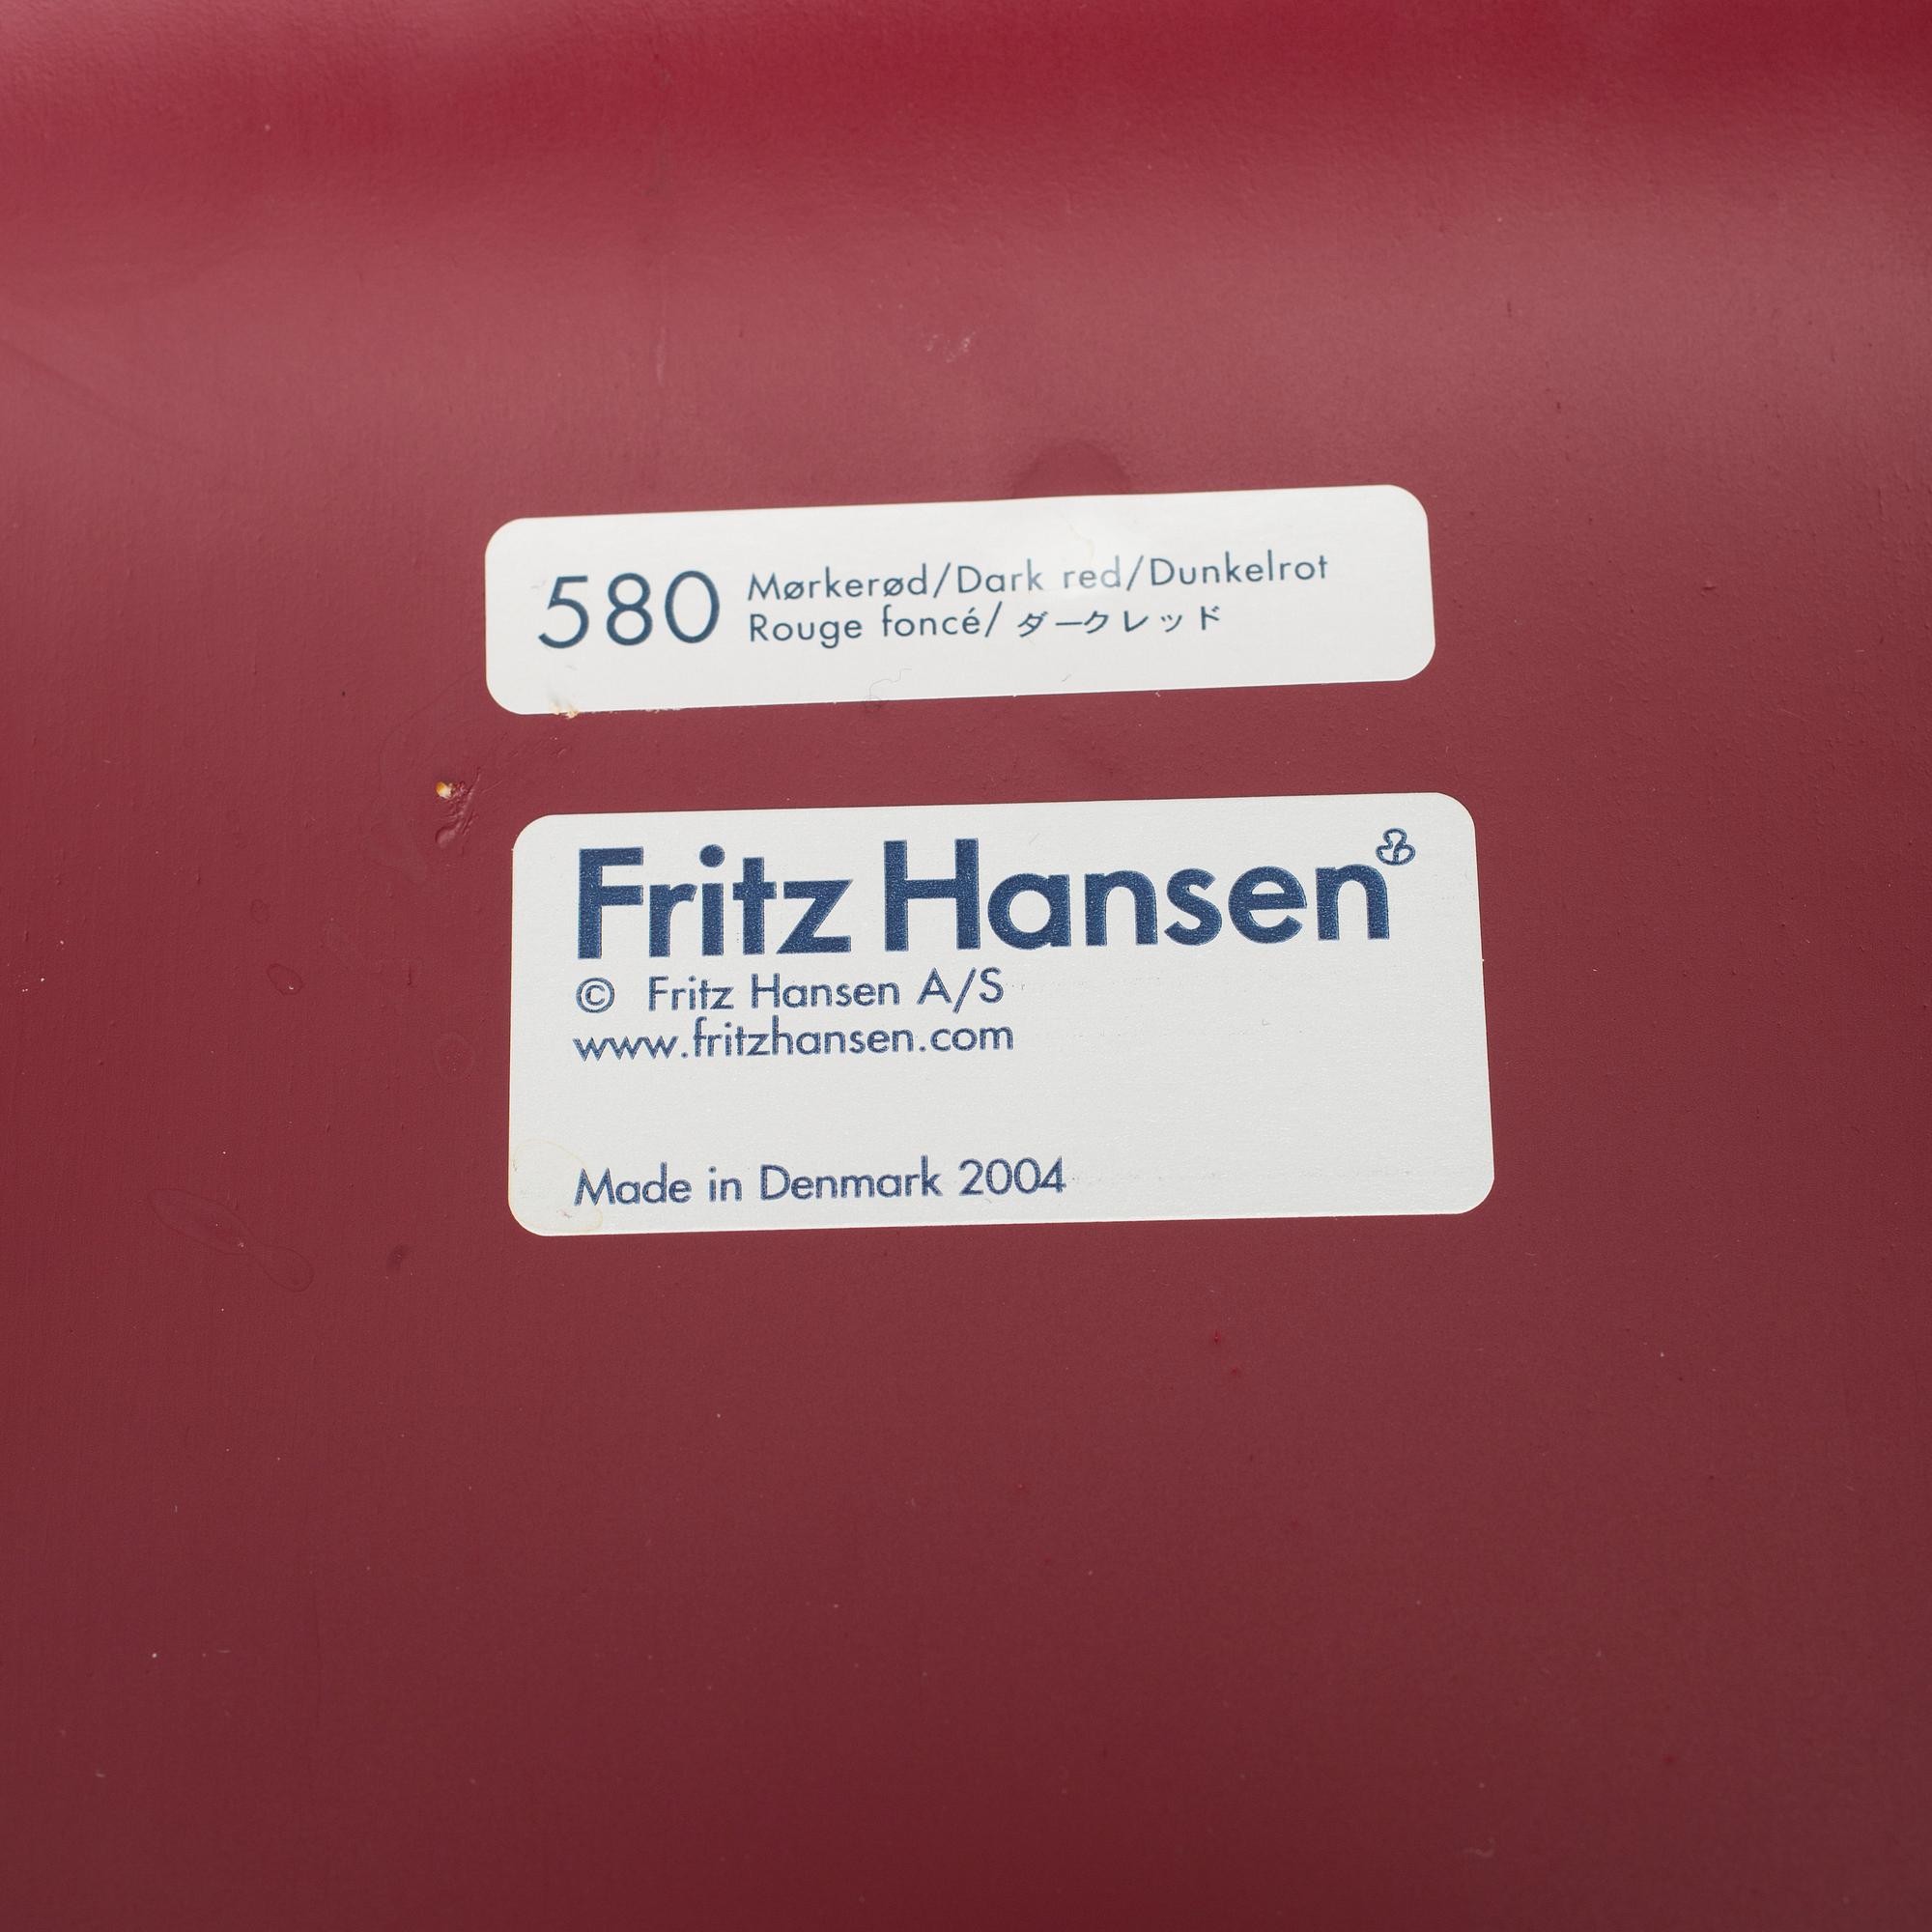 580 Mørkerød/Dark red/Dunkelrot
Rouge foncé/ ダークレッド
Fritz Hansen
© Fritz Hansen A/S
www.fritzhansen.com
Made in Denmark 2004